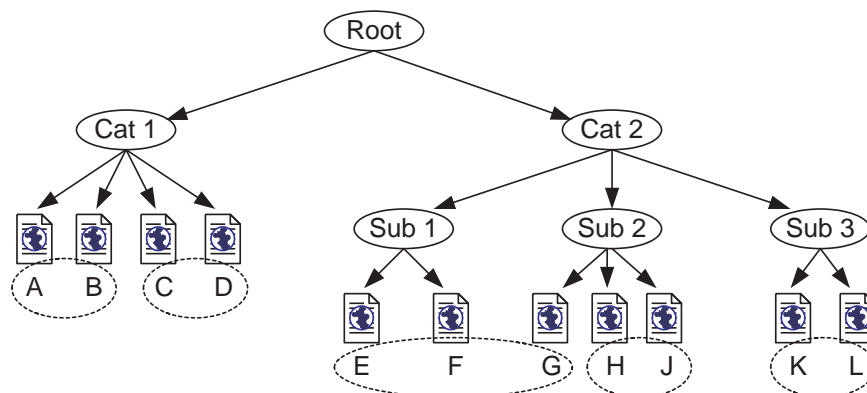 Root
Cat 1 Cat 2
Sub 1 Sub 2 Sub 3
A B C D
E F G H J K L